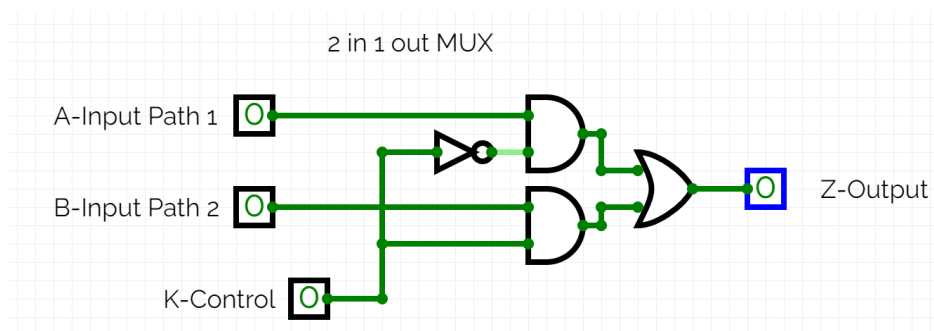 2 in 1 out MUX
A-Input Path 1 0
B-Input Path 2 0
0 Z-Output
K-Control 0